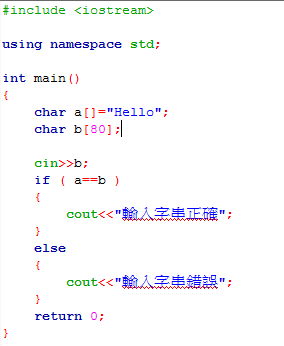 #include <iostream>
using namespace std;
int main()
{
char a[]="Hello";
char b[80];
cin>>b;
if ( a==b )
{
cout<<"輸入字串正確";
}
else
{
cout<<"輸入字串錯誤";
}
return 0;
}